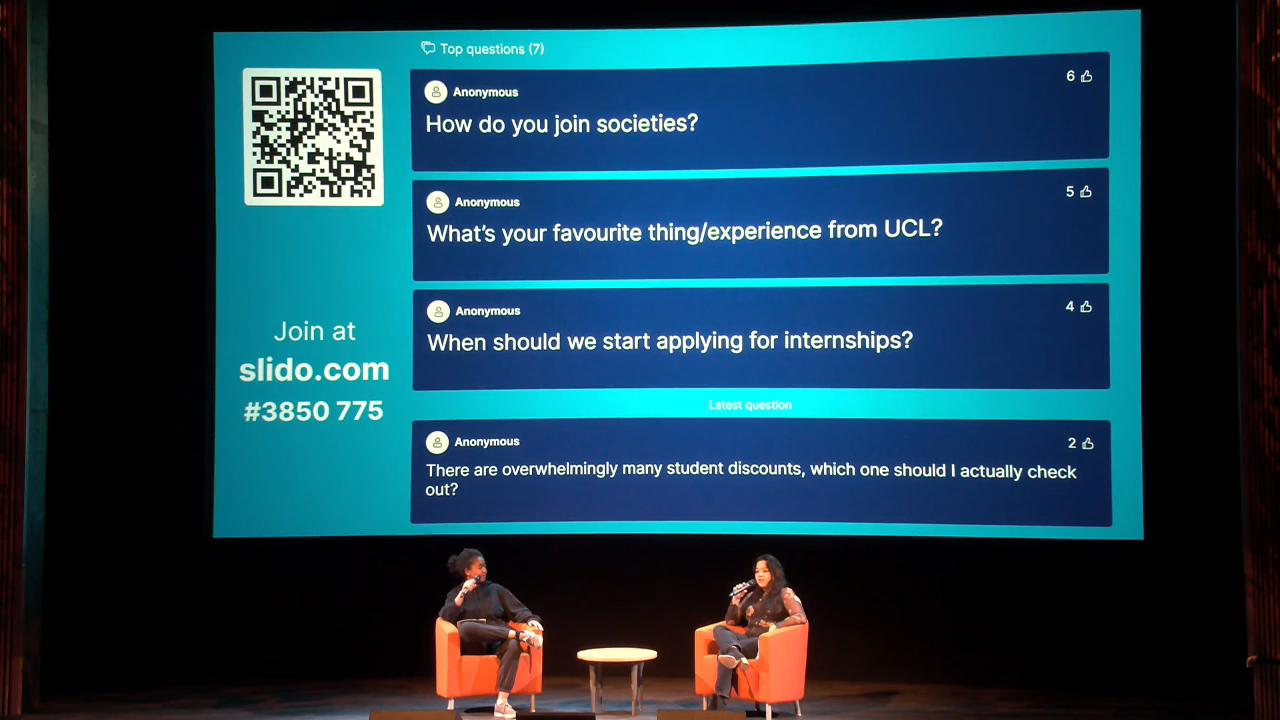 Top questions (7)
Anonymous
6
How do you join societies?
Anonymous
5
What's your favourite thing/experience from UCL?
Anonymous
4
When should we start applying for internships?
Latest question
Anonymous
2
There are overwhelmingly many student discounts, which one should I actually check
out?
Join at
slido.com
#3850 775